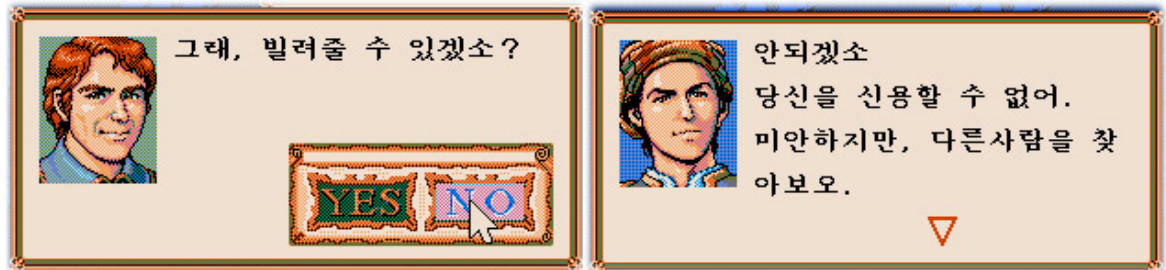 그래, 빌려줄 수 있겠소?
YES NO
안되겠소
당신을 신용할 수 없어.
미안하지만, 다른사람을 찾
아보오.